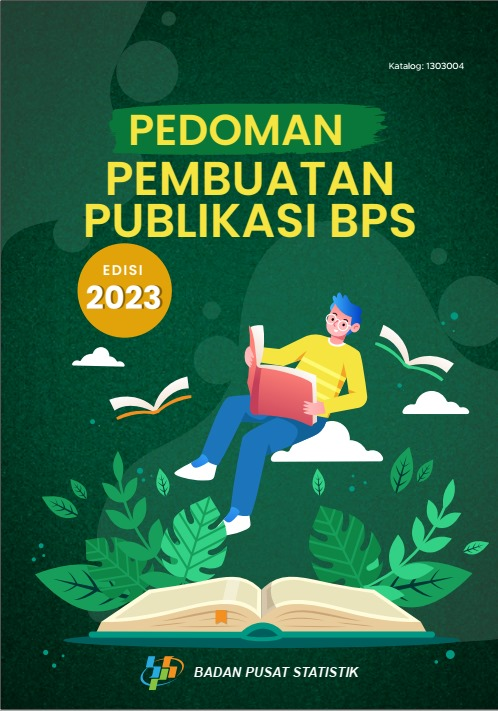 Katalog: 1303004
PEDOMAN
PEMBUATAN
PUBLIKASI BPS
EDISI
2023
BADAN PUSAT STATISTIK